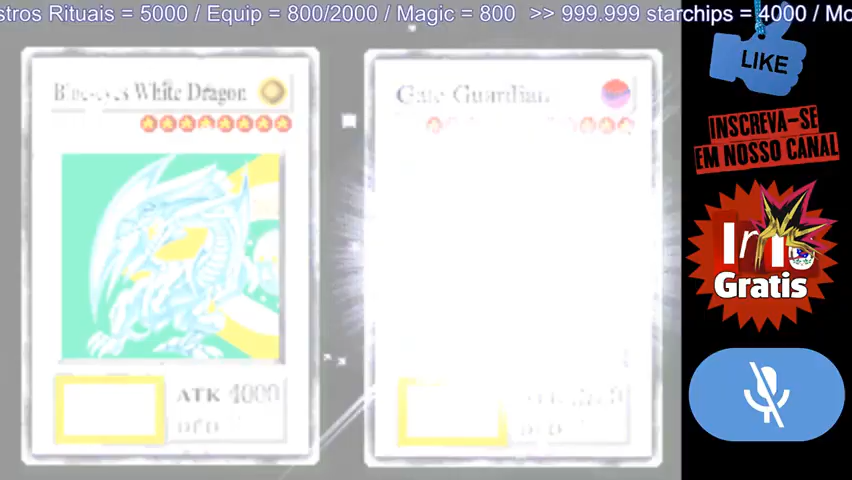 stros Rituais = 5000 / Equip = 800/2000 / Magic = 800 >> 999.999 starchips = 4000 / Mo
Blue-eyes White Dragon
Gate Guardian
ATK 4000
LIKE
INSCREVA-SE
EM NOSSO CANAL
Gratis